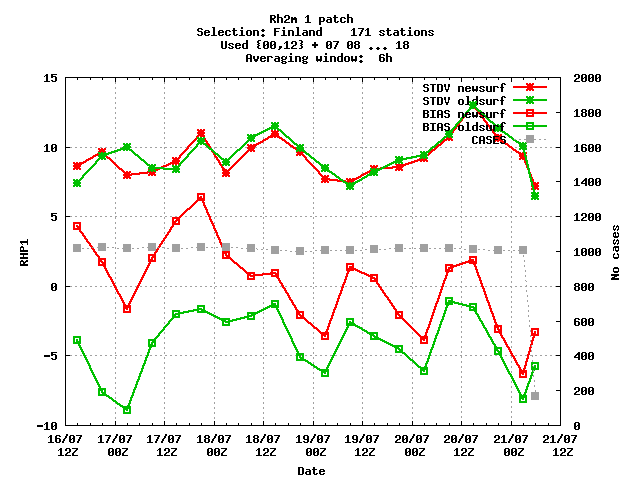 Rh2m 1 patch
Selection: Finland 171 stations
Used {00,12} + 07 08 ... 18
Averaging window: 6h
STDV newsurf
STDV oldsurf
BIAS newsurf
BIAS oldsurf
CASES
15
10
5
0
-5
-10
RHP1
2000
1800
1600
1400
1200
1000
800
600
400
200
0
No cases
16/07 17/07 17/07 18/07 18/07 19/07 19/07 20/07 20/07 21/07 21/07
12Z 00Z 12Z 00Z 12Z 00Z 12Z 00Z 12Z 00Z 12Z
Date